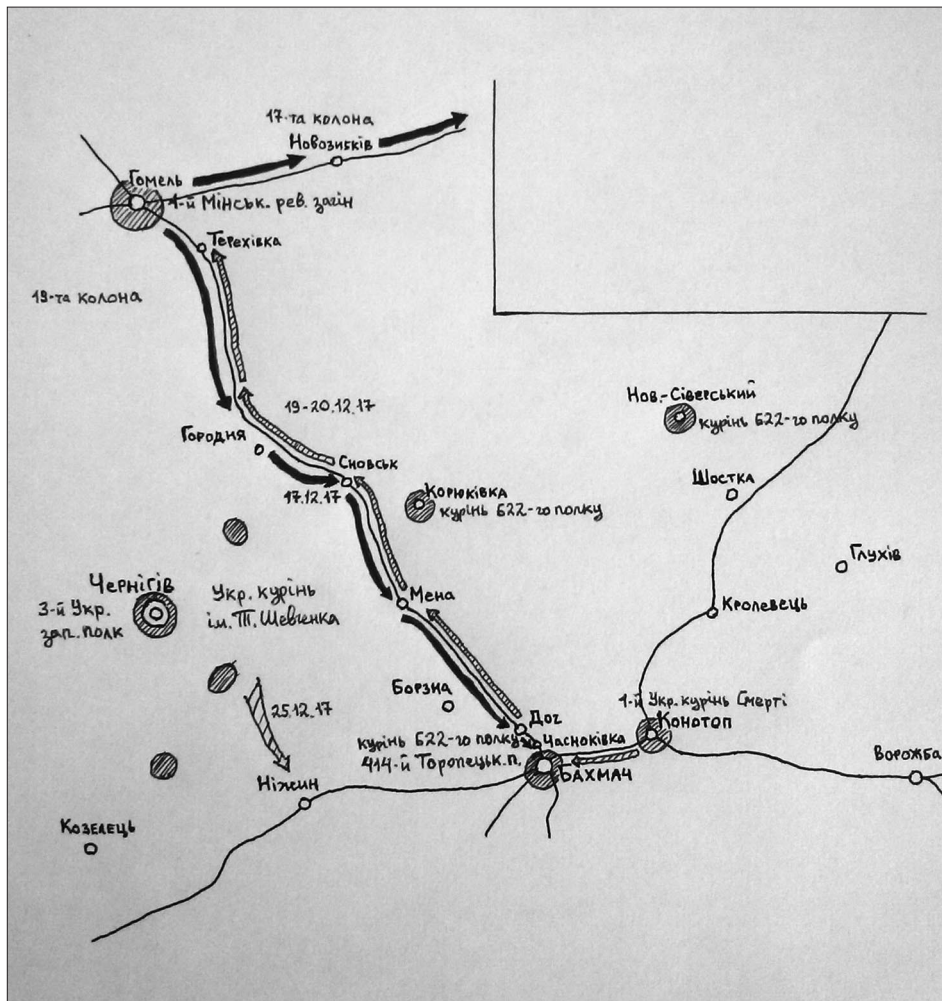 17-та колона
Новозибків
Гомель
1-й Мінськ. рев. загін
Терехівка
19-та колона
19-20.12.17
Городня
Сновськ
17.12.17
Нов.-Сіверський
курінь 622-го полку
Шостка
Корюківка
курінь 622-го полку
Глухів
Чернігів
3-й Укр.
зап. полк
Укр. курінь
ім. Т. Шевченка
Мена
Кролевець
Борзна
25.12.17
1-й Укр. курінь Смерті
Конотоп
Доч
курінь 622-го полку
Часноківка
414-й Торопецьк. п.
Бахмач
Ворожба
Ніжин
Козелець